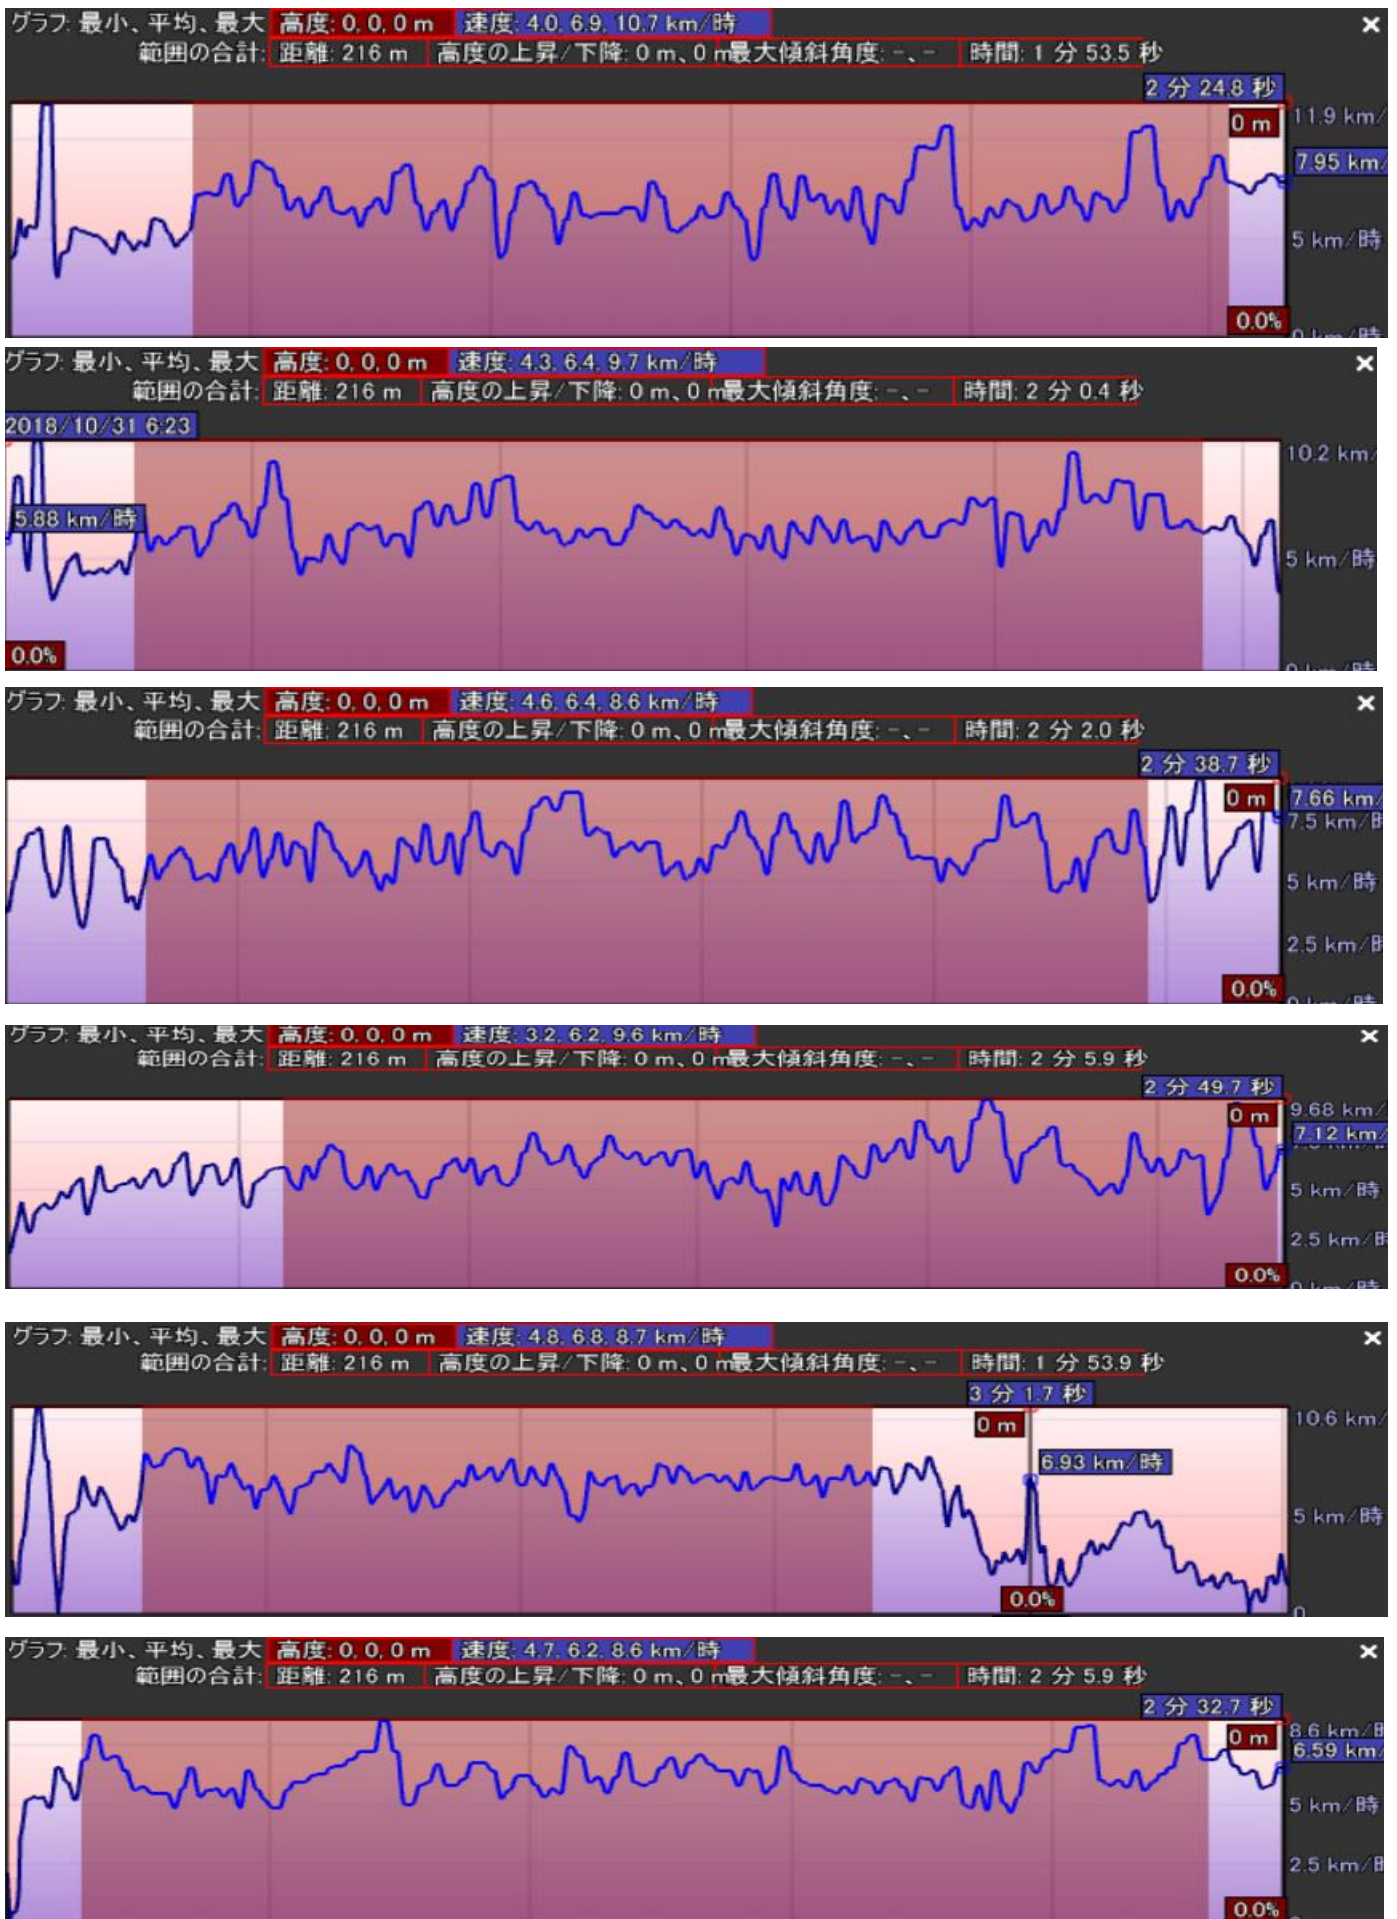 グラフ: 最小、平均、最大 高度: 0, 0, 0 m 速度: 4.0, 6.9, 10.7 km/時
範囲の合計: 距離: 216 m 高度の上昇/下降: 0 m、0 m 最大傾斜角度: -、- 時間: 1 分 53.5 秒
2 分 24.8 秒
0 m 11.9 km/
7.95 km/
5 km/時
0.0%
グラフ: 最小、平均、最大 高度: 0, 0, 0 m 速度: 4.3, 6.4, 9.7 km/時
範囲の合計: 距離: 216 m 高度の上昇/下降: 0 m、0 m 最大傾斜角度: -、- 時間: 2 分 0.4 秒
2018/10/31 6:23
10.2 km/
5.88 km/時
5 km/時
0.0%
グラフ: 最小、平均、最大 高度: 0, 0, 0 m 速度: 4.6, 6.4, 8.6 km/時
範囲の合計: 距離: 216 m 高度の上昇/下降: 0 m、0 m 最大傾斜角度: -、- 時間: 2 分 2.0 秒
2 分 38.7 秒
0 m 7.66 km/
7.5 km/時
5 km/時
2.5 km/時
0.0%
グラフ: 最小、平均、最大 高度: 0, 0, 0 m 速度: 3.2, 6.2, 9.6 km/時
範囲の合計: 距離: 216 m 高度の上昇/下降: 0 m、0 m 最大傾斜角度: -、- 時間: 2 分 5.9 秒
2 分 49.7 秒
0 m 9.68 km/
7.12 km/
5 km/時
2.5 km/時
0.0%
グラフ: 最小、平均、最大 高度: 0, 0, 0 m 速度: 4.8, 6.8, 8.7 km/時
範囲の合計: 距離: 216 m 高度の上昇/下降: 0 m、0 m 最大傾斜角度: -、- 時間: 1 分 53.9 秒
3 分 1.7 秒
0 m 10.6 km/
6.93 km/時
5 km/時
0.0%
グラフ: 最小、平均、最大 高度: 0, 0, 0 m 速度: 4.7, 6.2, 8.6 km/時
範囲の合計: 距離: 216 m 高度の上昇/下降: 0 m、0 m 最大傾斜角度: -、- 時間: 2 分 5.9 秒
2 分 32.7 秒
0 m 8.6 km/時
6.59 km/
5 km/時
2.5 km/時
0.0%